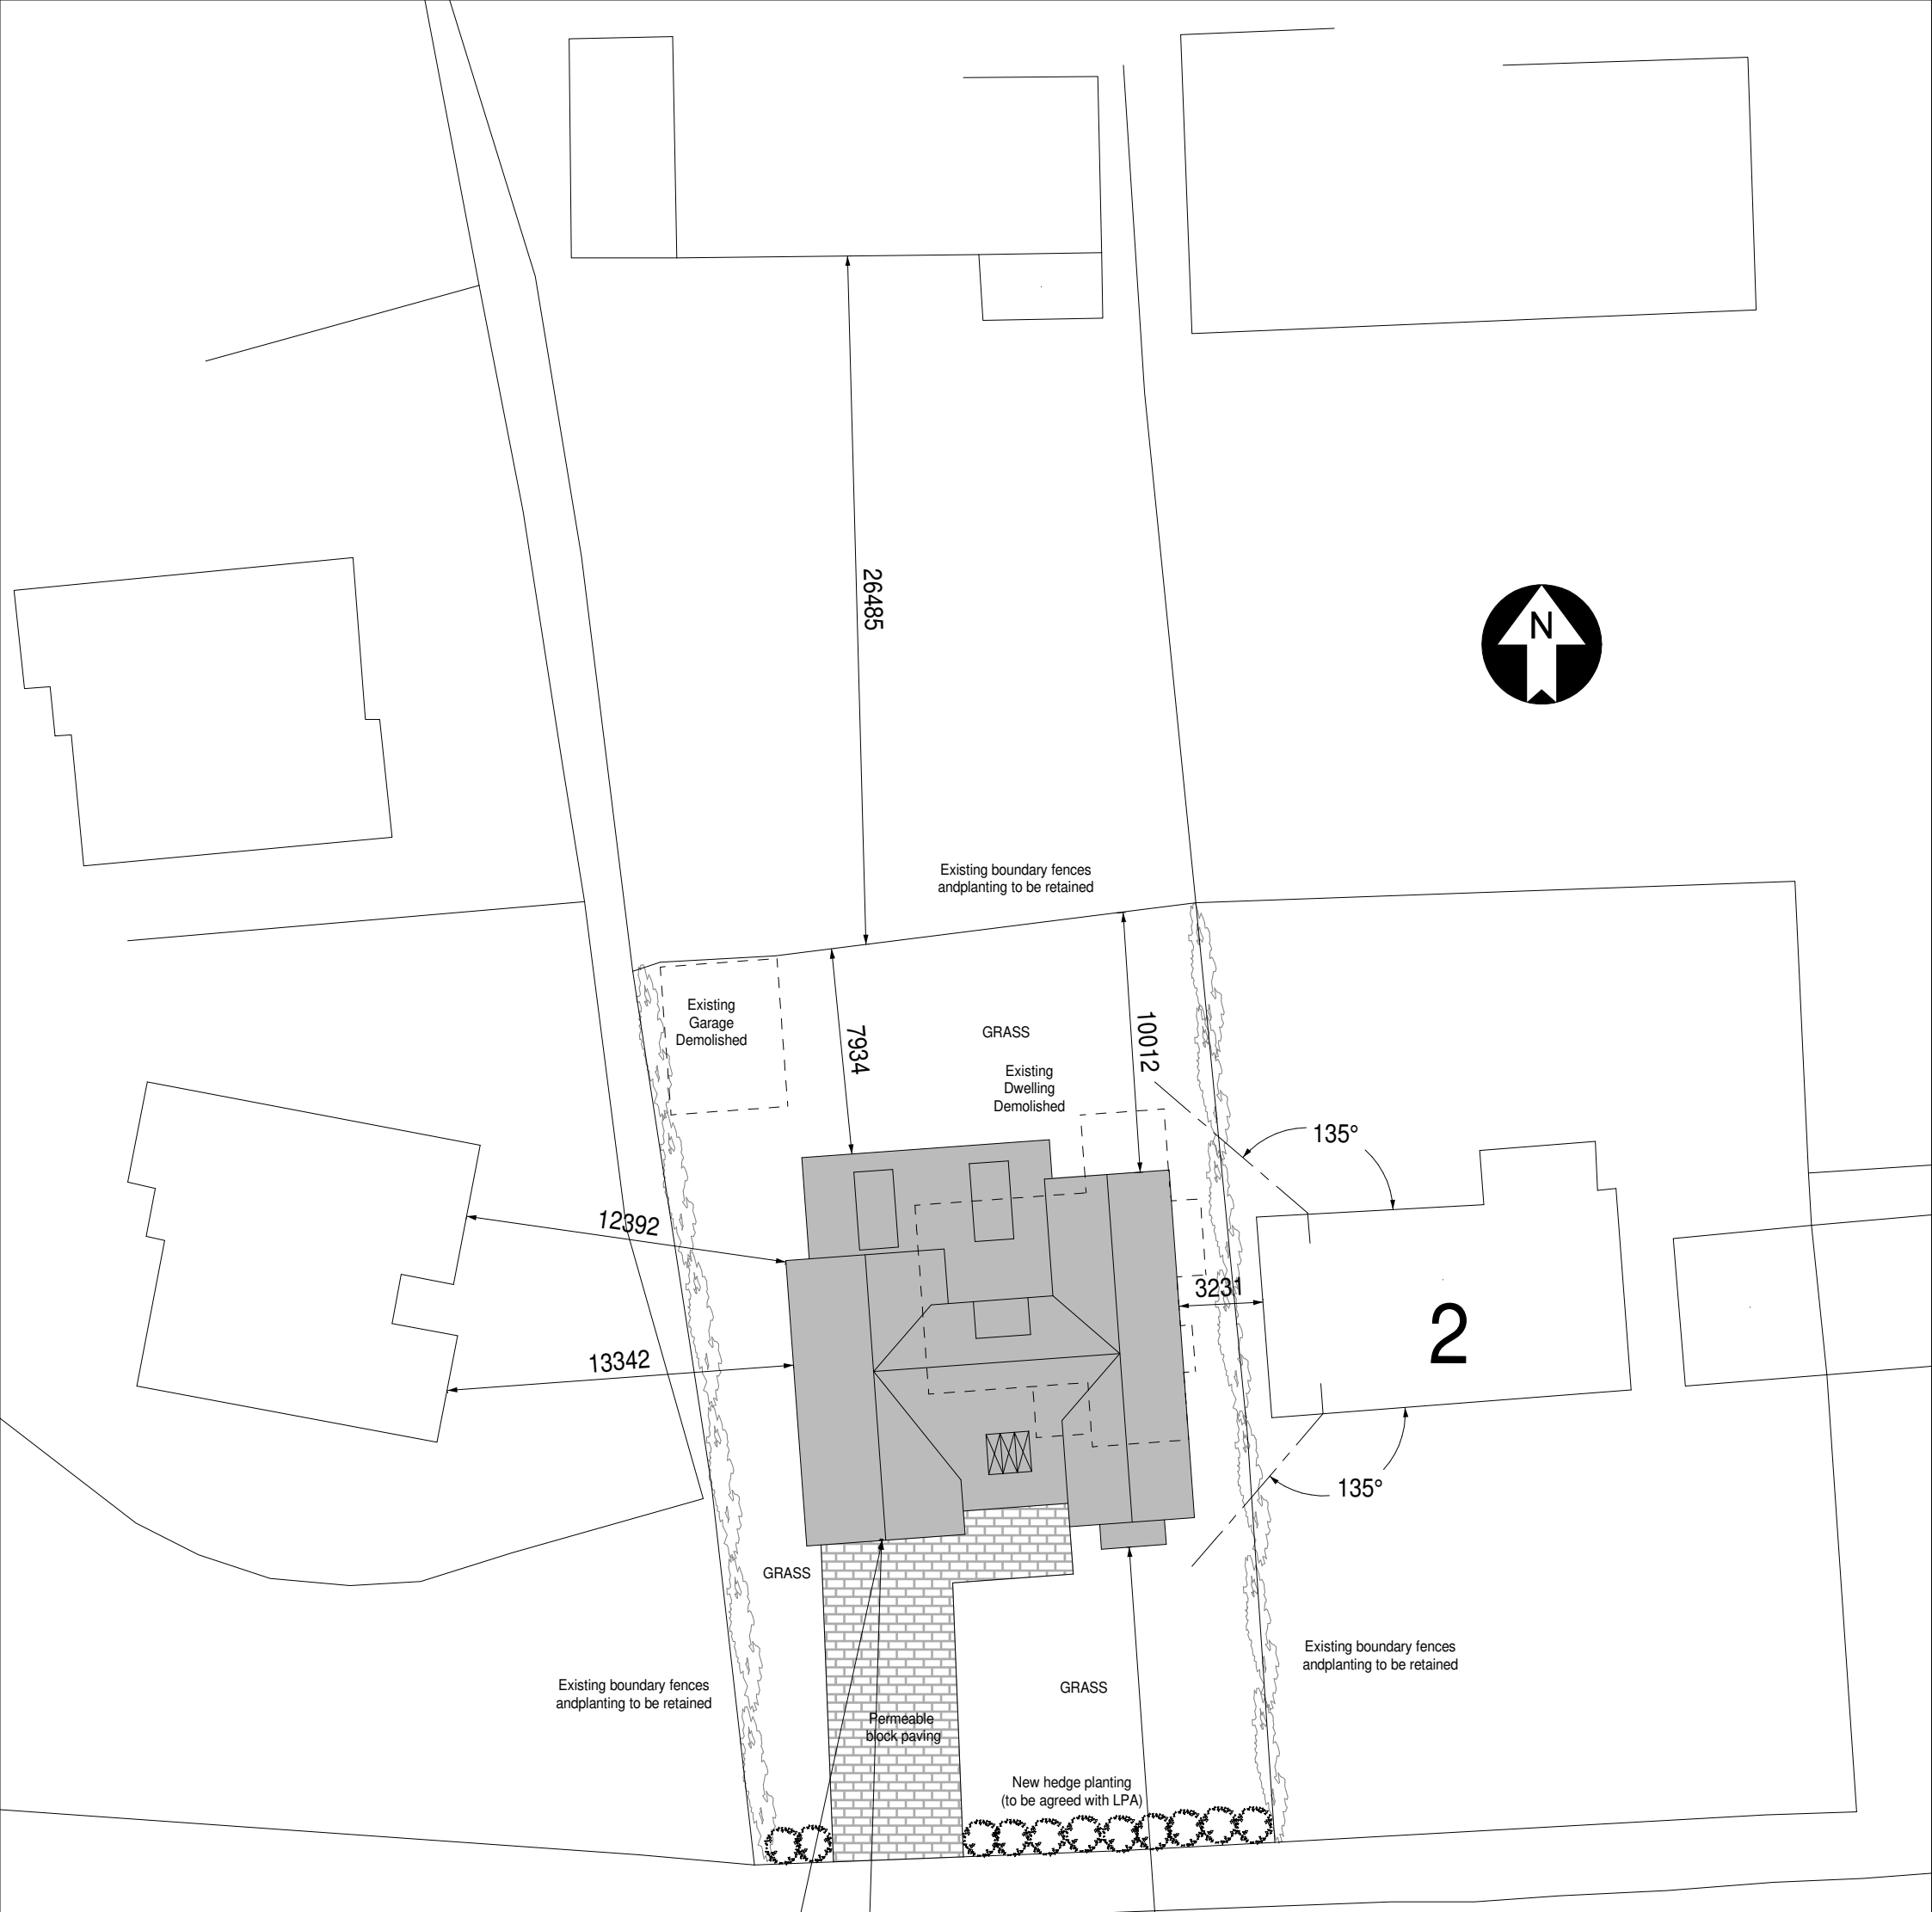 N
26485
Existing boundary fences
andplanting to be retained
Existing
Garage
Demolished
7934
GRASS
10012
Existing
Dwelling
Demolished
135°
12392
3231
2
13342
135°
GRASS
Existing boundary fences
andplanting to be retained
Existing boundary fences
andplanting to be retained
GRASS
Permeable
block paving
New hedge planting
(to be agreed with LPA)